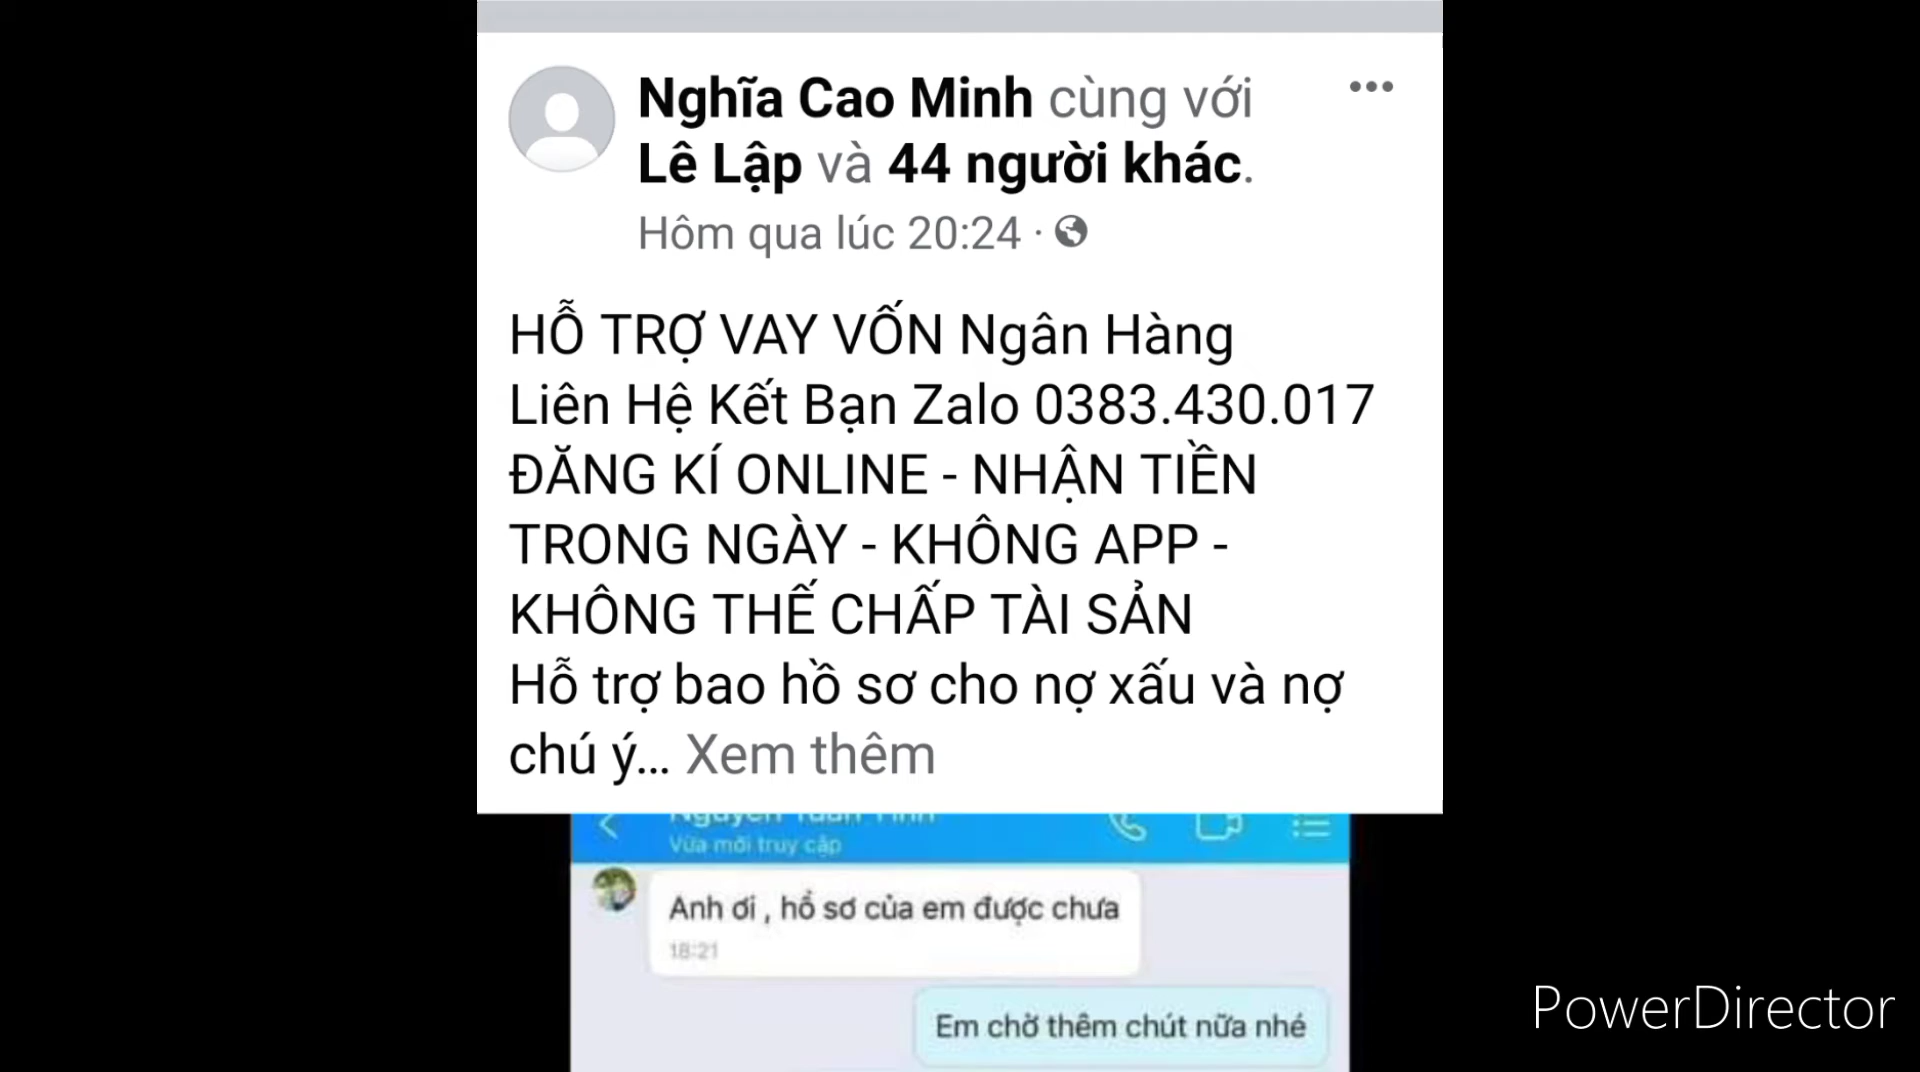 Nghĩa Cao Minh cùng với
Lê Lập và 44 người khác.
Hôm qua lúc 20:24 ·
HỖ TRỢ VAY VỐN Ngân Hàng
Liên Hệ Kết Bạn Zalo 0383.430.017
ĐĂNG KÍ ONLINE - NHẬN TIỀN
TRONG NGÀY - KHÔNG APP -
KHÔNG THẾ CHẤP TÀI SẢN
Hỗ trợ bao hồ sơ cho nợ xấu và nợ
chú ý... Xem thêm
Vừa mới truy cập
Anh ơi , hồ sơ của em được chưa
18:21
Em chờ thêm chút nữa nhé
PowerDirector